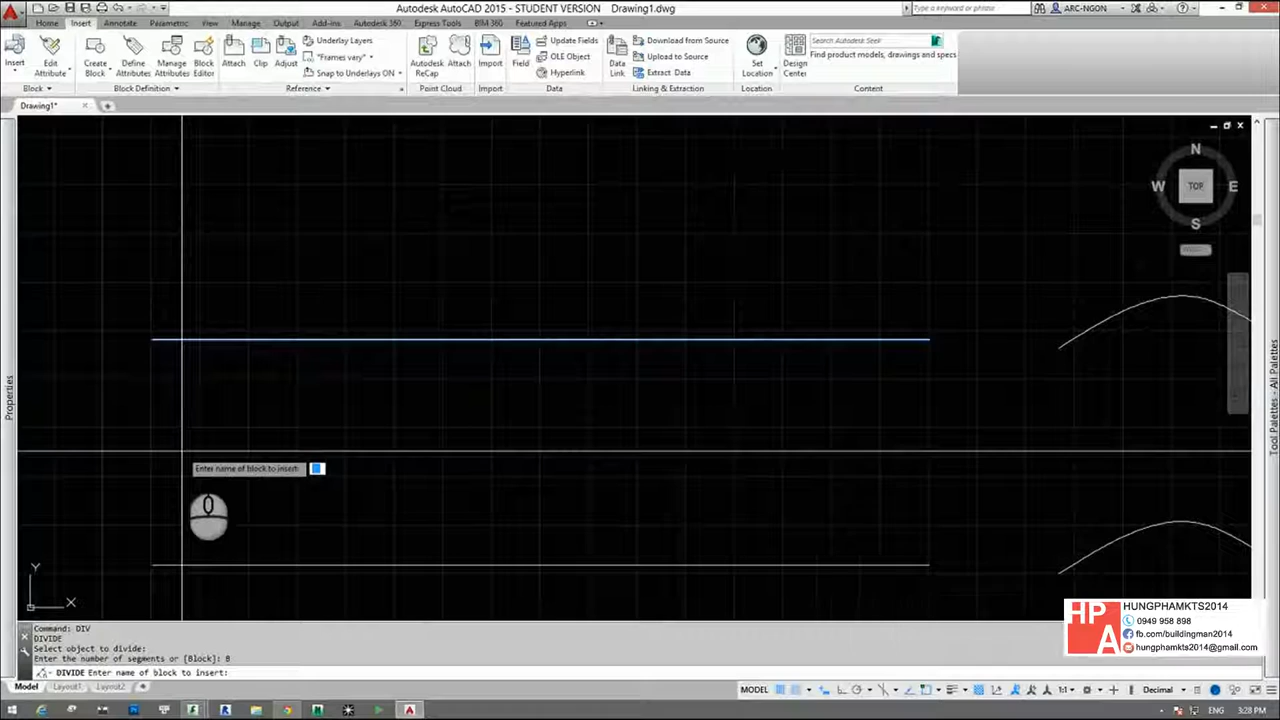 Autodesk AutoCAD 2015 - STUDENT VERSION Drawing1.dwg
Type a keyword or phrase
ARC-NGON
Home Insert Annotate Parametric View Manage Output Add-ins Autodesk 360 Express Tools BIM 360 Featured Apps
Insert
Edit Attribute
Create Block
Define Attributes
Manage Attributes
Block Editor
Attach
Clip
Adjust
Underlay Layers
*Frames vary*
Snap to Underlays ON
Autodesk ReCap
Attach
Import
Field
Update Fields
OLE Object
Hyperlink
Data Link
Download from Source
Upload to Source
Extract Data
Set Location
Design Center
Search Autodesk Seek
Find product models, drawings and specs
Block Block Definition Reference Point Cloud Import Data Linking & Extraction Location Content
Drawing1*
N
W TOP E
S
Properties
Tool Palettes - All Palettes
Enter name of block to insert:
Y
X
HPA
HUNGPHAMKTS2014
0949 958 898
fb.com/buildingman2014
hungphamkts2014@gmail.com
Command: DIV
DIVIDE
Select object to divide:
Enter the number of segments or [Block]: B
DIVIDE Enter name of block to insert:
Model Layout1 Layout2
MODEL
1:1
Decimal
ENG
3:28 PM